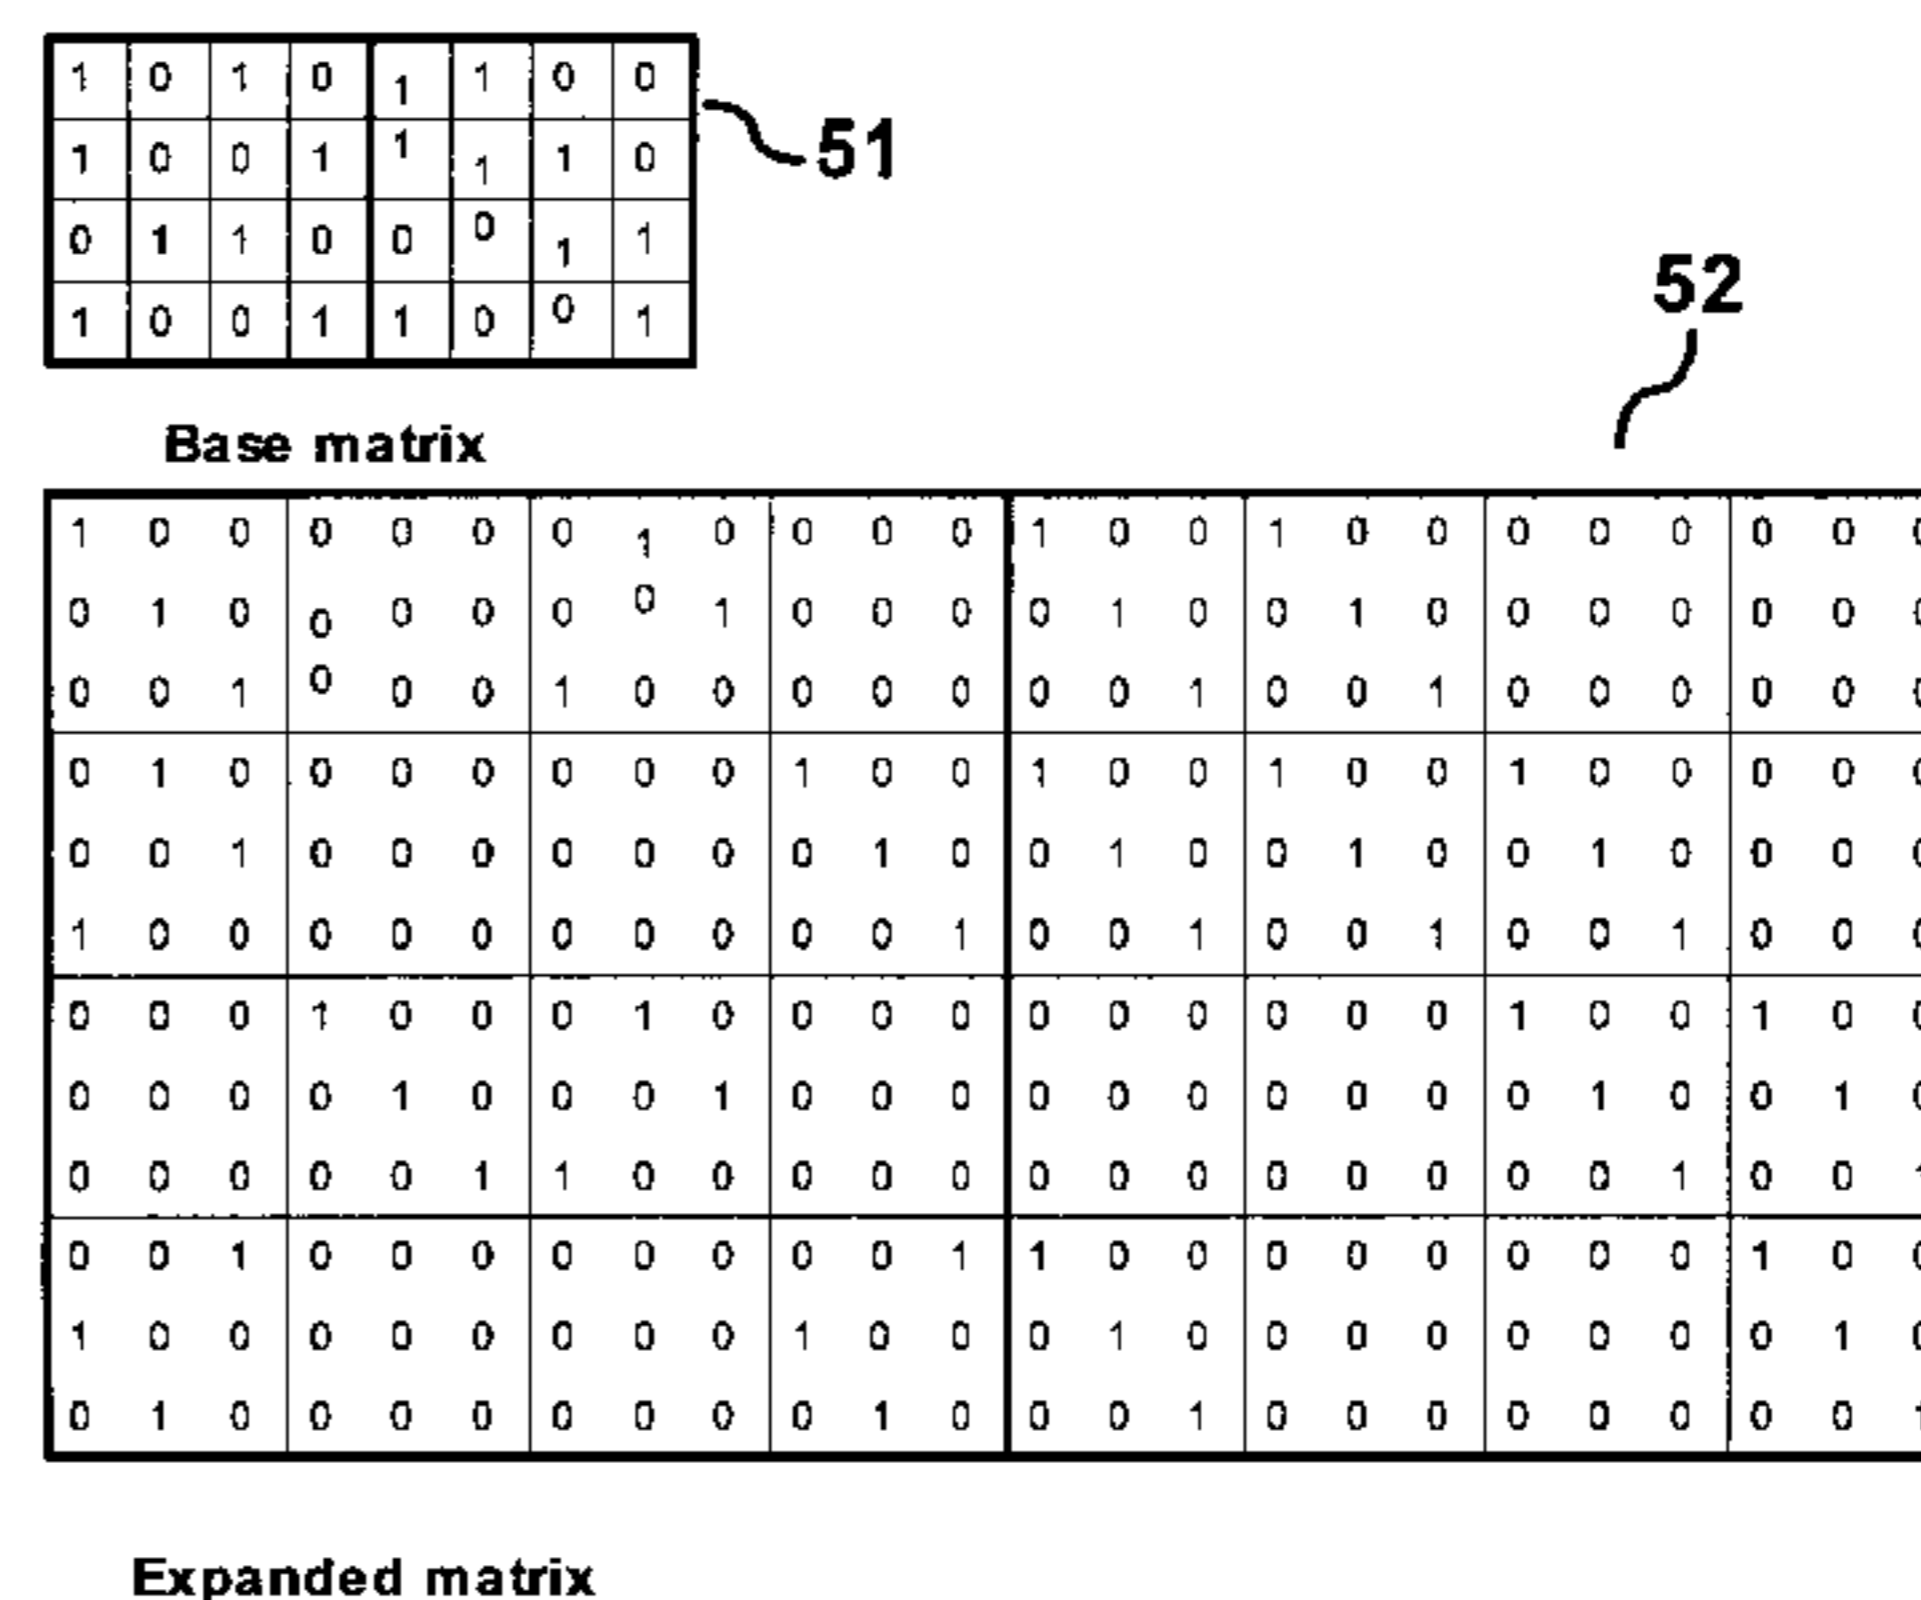 1 0 1 0 1 1 0 0
1 0 0 1 1 1 1 0
51
0 1 1 0 0 0 1 1
1 0 0 1 1 0 0 1
52
Base matrix
1 0 0 0 0 0 0 1 0 0 0 0 1 0 0 1 0 0 0 0 0 0 0 0
0 1 0 0 0 0 0 0 1 0 0 0 0 1 0 0 1 0 0 0 0 0 0 0
0 0 1 0 0 0 1 0 0 0 0 0 0 0 1 0 0 1 0 0 0 0 0 0
0 1 0 0 0 0 0 0 0 1 0 0 1 0 0 1 0 0 1 0 0 0 0 0
0 0 1 0 0 0 0 0 0 0 1 0 0 1 0 0 1 0 0 1 0 0 0 0
1 0 0 0 0 0 0 0 0 0 0 1 0 0 1 0 0 1 0 0 1 0 0 0
0 0 0 1 0 0 0 1 0 0 0 0 0 0 0 0 0 0 1 0 0 1 0 0
0 0 0 0 1 0 0 0 1 0 0 0 0 0 0 0 0 0 0 1 0 0 1 0
0 0 0 0 0 1 1 0 0 0 0 0 0 0 0 0 0 0 0 0 1 0 0 1
0 0 1 0 0 0 0 0 0 0 0 1 1 0 0 0 0 0 0 0 0 1 0 0
1 0 0 0 0 0 0 0 0 1 0 0 0 1 0 0 0 0 0 0 0 0 1 0
0 1 0 0 0 0 0 0 0 0 1 0 0 0 1 0 0 0 0 0 0 0 0 1
Expanded matrix